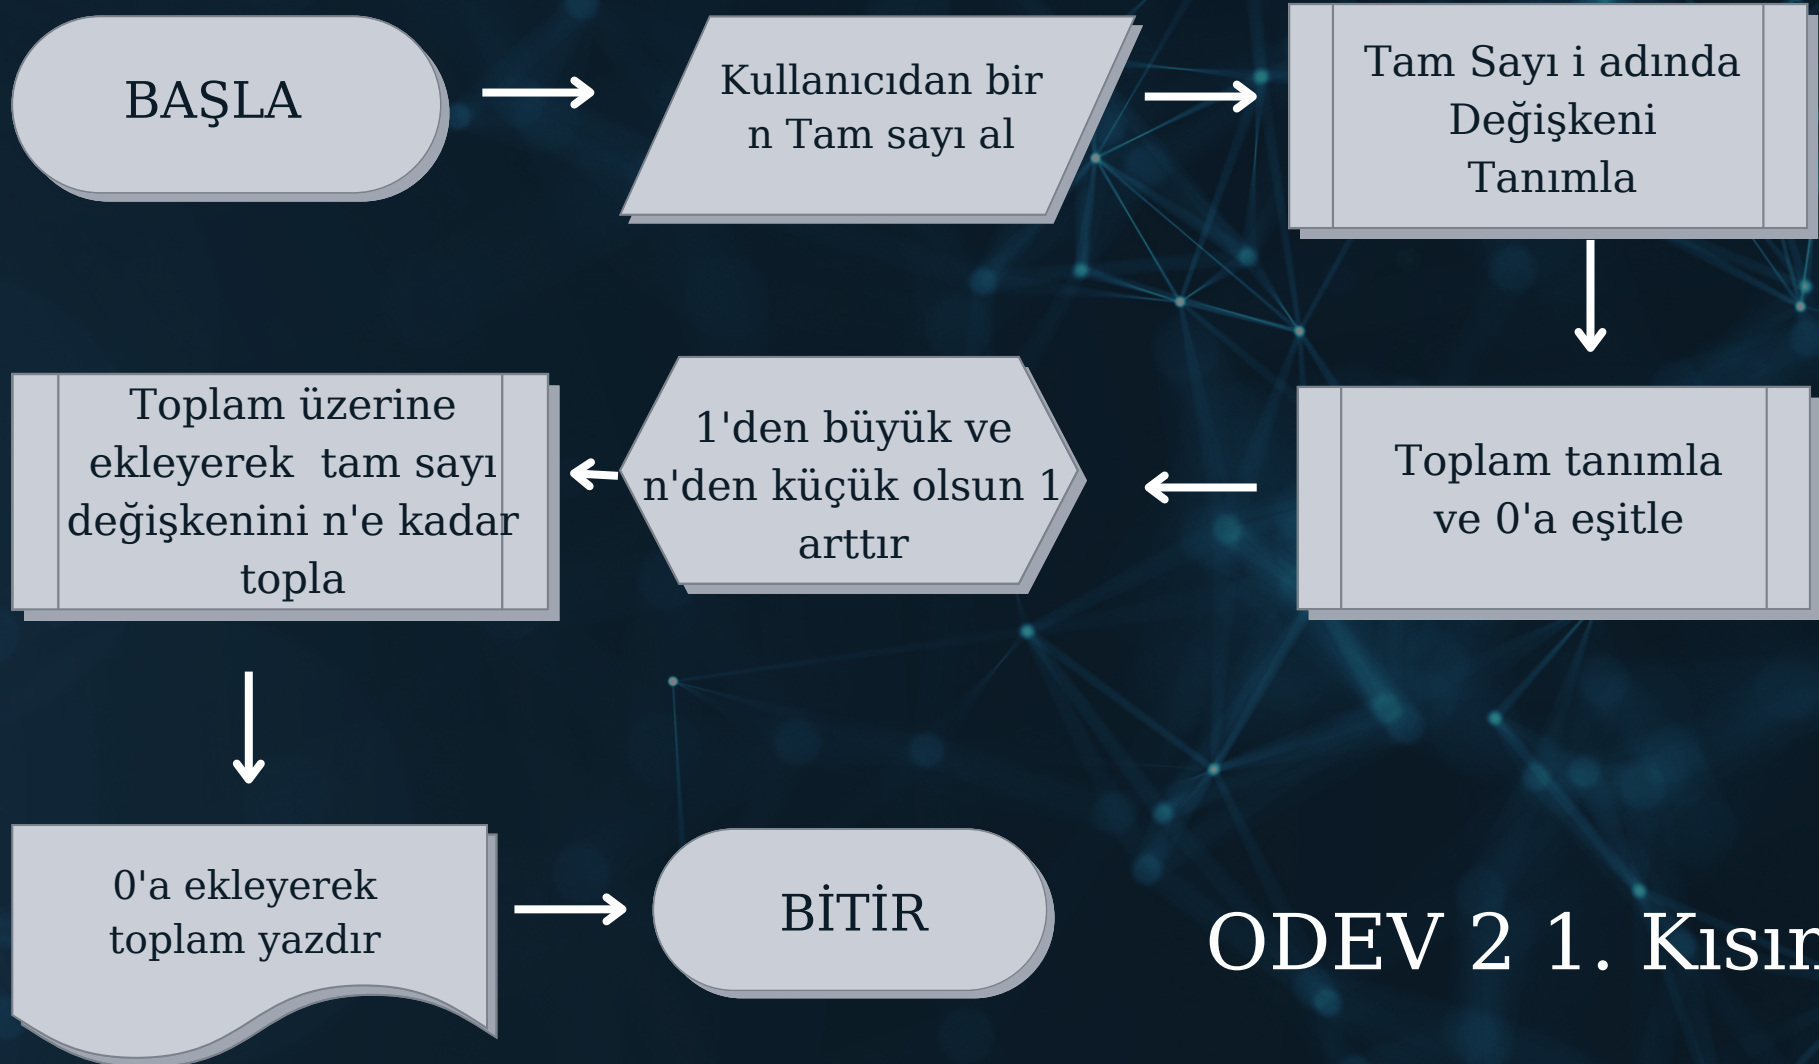 BAŞLA
Kullanıcıdan bir
n Tam sayı al
Tam Sayı i adında
Değişkeni
Tanımla
Toplam tanımla
ve 0'a eşitle
1'den büyük ve
n'den küçük olsun 1
arttır
Toplam üzerine
ekleyerek  tam sayı
değişkenini n'e kadar
topla
0'a ekleyerek
toplam yazdır
BİTİR
ODEV 2 1.